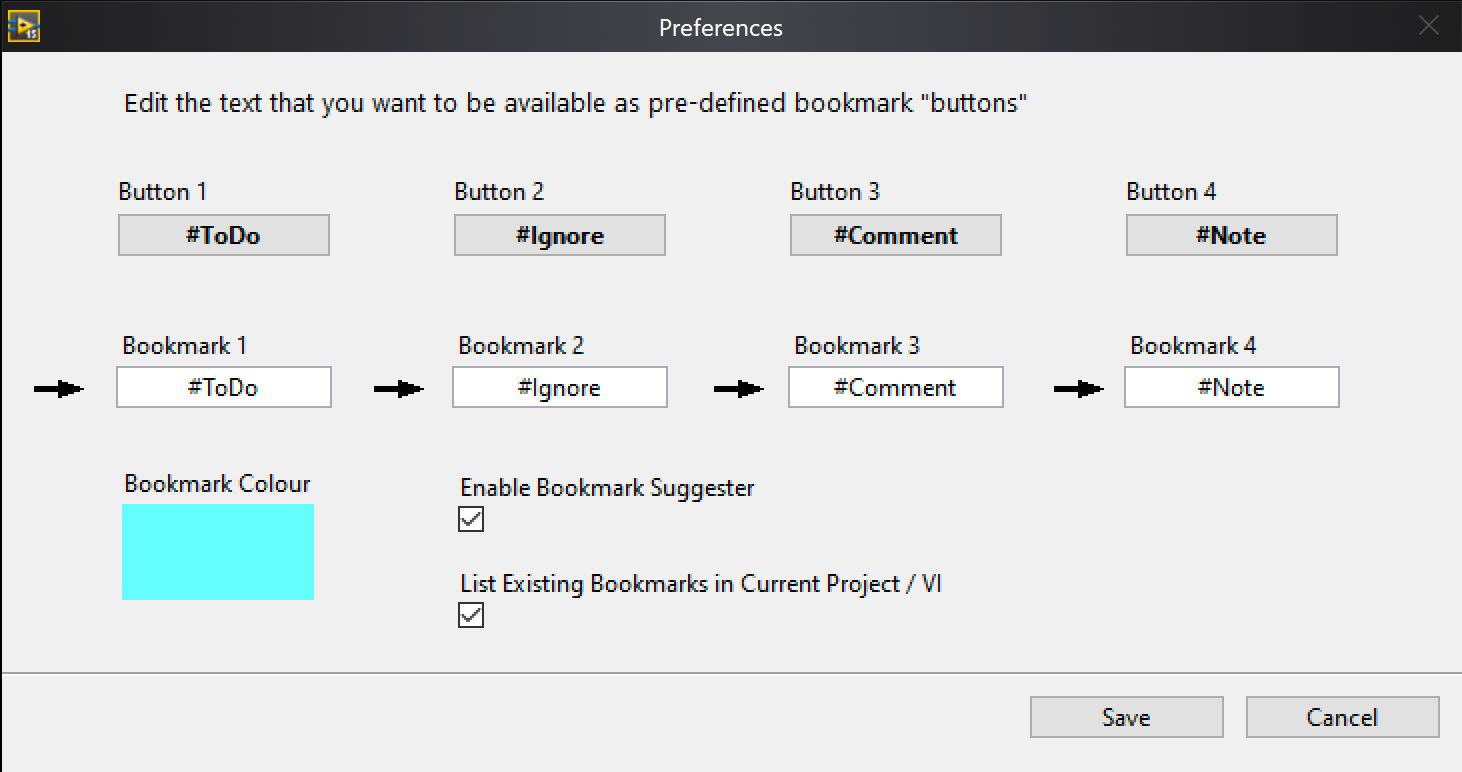 Preferences
Edit the text that you want to be available as pre-defined bookmark "buttons"
Button 1 Button 2 Button 3 Button 4
#ToDo #Ignore #Comment #Note
Bookmark 1 Bookmark 2 Bookmark 3 Bookmark 4
#ToDo #Ignore #Comment #Note
Bookmark Colour
Enable Bookmark Suggester
List Existing Bookmarks in Current Project / VI
Save Cancel